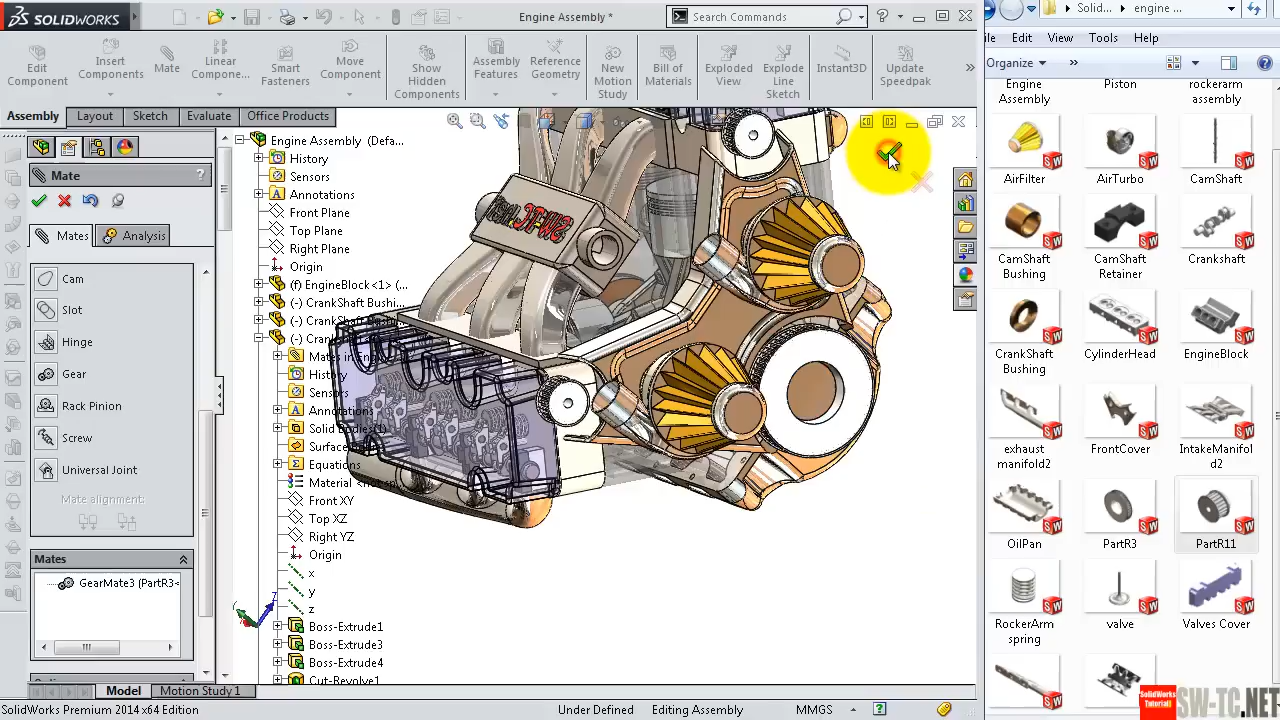 SOLIDWORKS
Engine Assembly *
Search Commands
Edit Component
Insert Components
Mate
Linear Compone...
Smart Fasteners
Move Component
Show Hidden Components
Assembly Features
Reference Geometry
New Motion Study
Bill of Materials
Exploded View
Explode Line Sketch
Instant3D
Update Speedpak
Assembly
Layout
Sketch
Evaluate
Office Products
Mate
?
Mates
Analysis
Cam
Slot
Hinge
Gear
Rack Pinion
Screw
Universal Joint
Mate alignment:
Mates
GearMate3 (PartR3<
Engine Assembly (Defa...
History
Sensors
Annotations
Front Plane
Top Plane
Right Plane
Origin
(f) EngineBlock<1> (...
(-) CrankShaft Bushi...
(-) Cran
History
Sensors
Annotations
Solid Bodies(1)
Surfac
Equations
Material <no
Front XY
Top XZ
Right YZ
Origin
x
y
z
Boss-Extrude1
Boss-Extrude3
Boss-Extrude4
Cut-Revolve1
Model
Motion Study 1
SolidWorks Premium 2014 x64 Edition
Under Defined
Editing Assembly
MMGS
Solid...
engine ...
ile
Edit
View
Tools
Help
Organize
»
Engine Assembly
Piston
rockerarm assembly
AirFilter
AirTurbo
CamShaft
CamShaft Bushing
CamShaft Retainer
Crankshaft
CrankShaft Bushing
CylinderHead
EngineBlock
exhaust manifold2
FrontCover
IntakeManifol d2
OilPan
PartR3
PartR11
RockerArm spring
valve
Valves Cover
SolidWorks Tutorial
SW-TC.NET